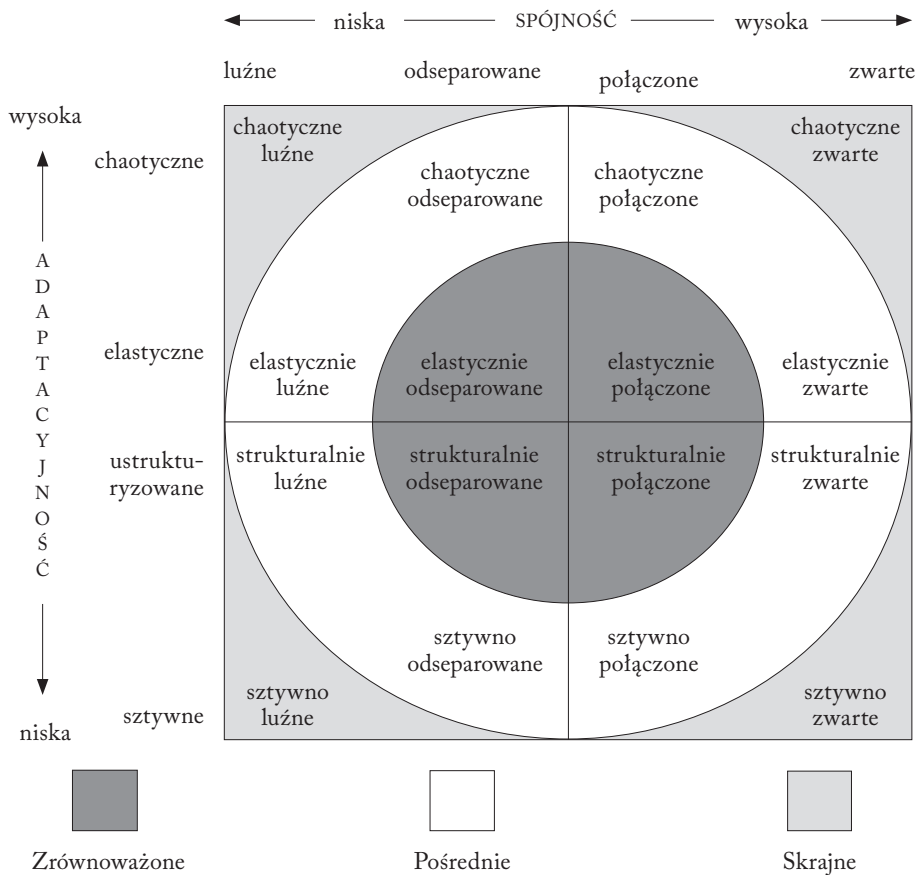 niska SPÓJNOŚĆ wysoka
luźne odseparowane połączone zwarte
wysoka
chaotyczne
A
D
A
P
T
A
C
Y
J
N
O
Ś
Ć
elastyczne
ustruktu-
ryzowane
sztywne
niska
chaotyczne
luźne
chaotyczne
odseparowane
chaotyczne
połączone
chaotyczne
zwarte
elastycznie
luźne
elastycznie
odseparowane
elastycznie
połączone
elastycznie
zwarte
strukturalnie
luźne
strukturalnie
odseparowane
strukturalnie
połączone
strukturalnie
zwarte
sztywno
luźne
sztywno
odseparowane
sztywno
połączone
sztywno
zwarte
Zrównoważone Pośrednie Skrajne